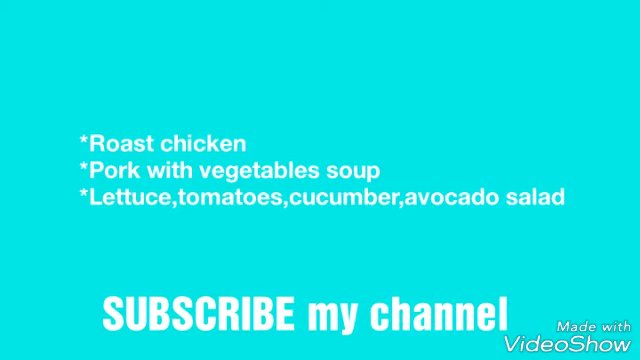 *Roast chicken
*Pork with vegetables soup
*Lettuce,tomatoes,cucumber,avocado salad
SUBSCRIBE my channel
Made with
VideoShow